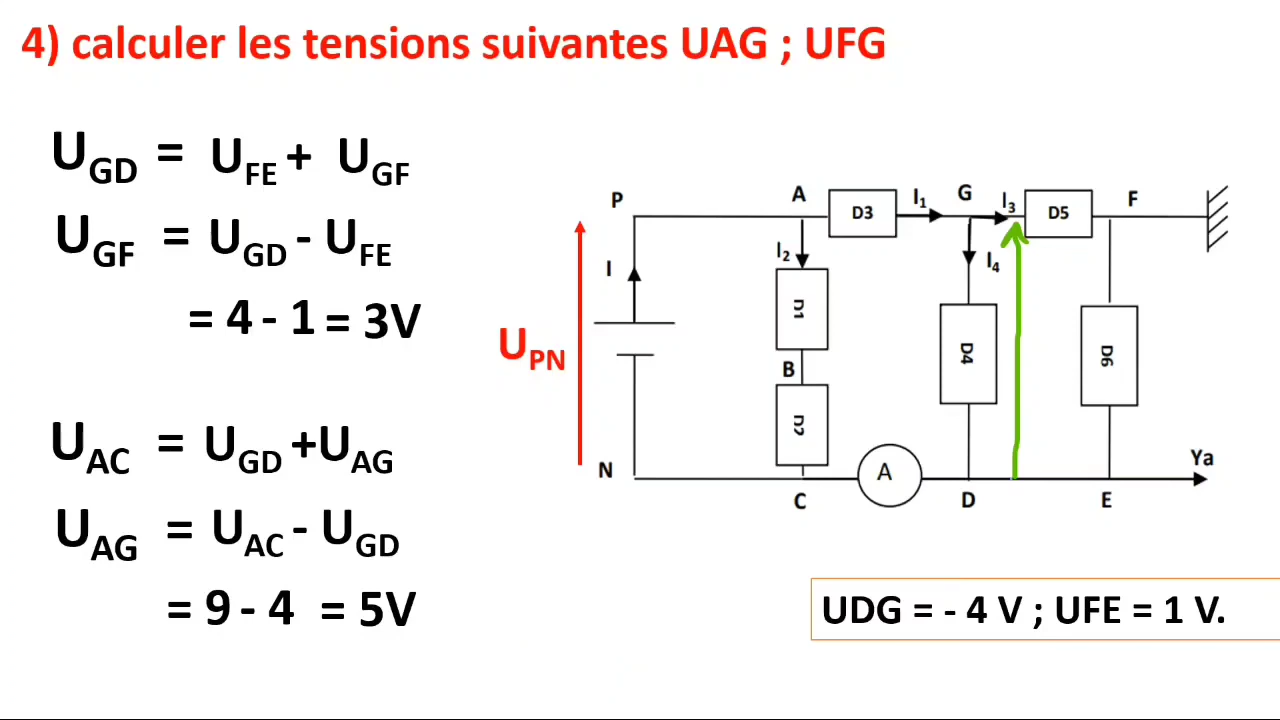 4) calculer les tensions suivantes UAG ; UFG
UGD = UFE + UGF
UGF = UGD - UFE
= 4 - 1 = 3V
UAC = UGD +UAG
UAG = UAC - UGD
= 9 - 4 = 5V
P
A
D3
I1
G
I3
D5
F
I
I2
I4
UPN
D1
D4
D6
B
D2
N
A
Ya
C
D
E
UDG = - 4 V ; UFE = 1 V.